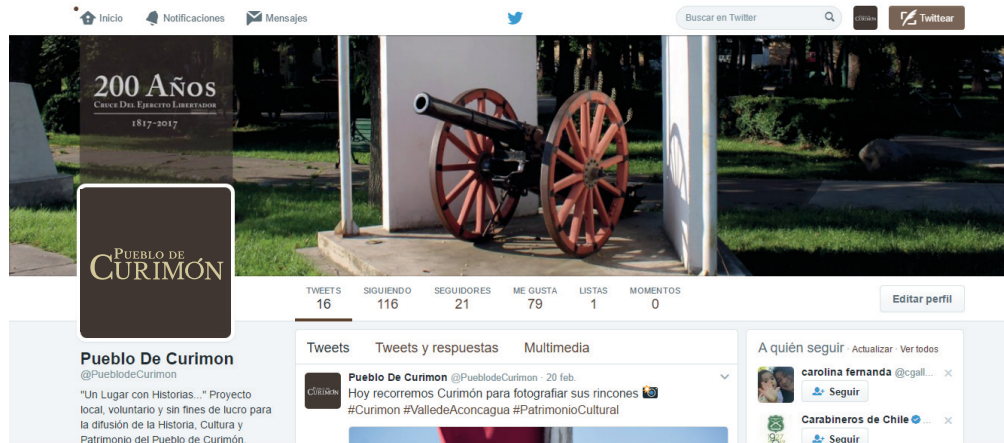 Inicio Notificaciones Mensajes Buscar en Twitter Twittear
200 Años
Cruce Del Ejercito Libertador
1817-2017
Pueblo de
Curimón
TWEETS SIGUIENDO SEGUIDORES ME GUSTA LISTAS MOMENTOS
16 116 21 79 1 0
Editar perfil
Pueblo De Curimon
@PueblodeCurimon
"Un Lugar con Historias..." Proyecto
local, voluntario y sin fines de lucro para
la difusión de la Historia, Cultura y
Patrimonio del Pueblo de Curimón.
Tweets Tweets y respuestas Multimedia
Pueblo De Curimon @PueblodeCurimon · 20 feb.
Hoy recorremos Curimón para fotografiar sus rincones 📸
#Curimon #ValledeAconcagua #PatrimonioCultural
A quién seguir · Actualizar · Ver todos
carolina fernanda @cgall...
Seguir
Carabineros de Chile ...
Seguir